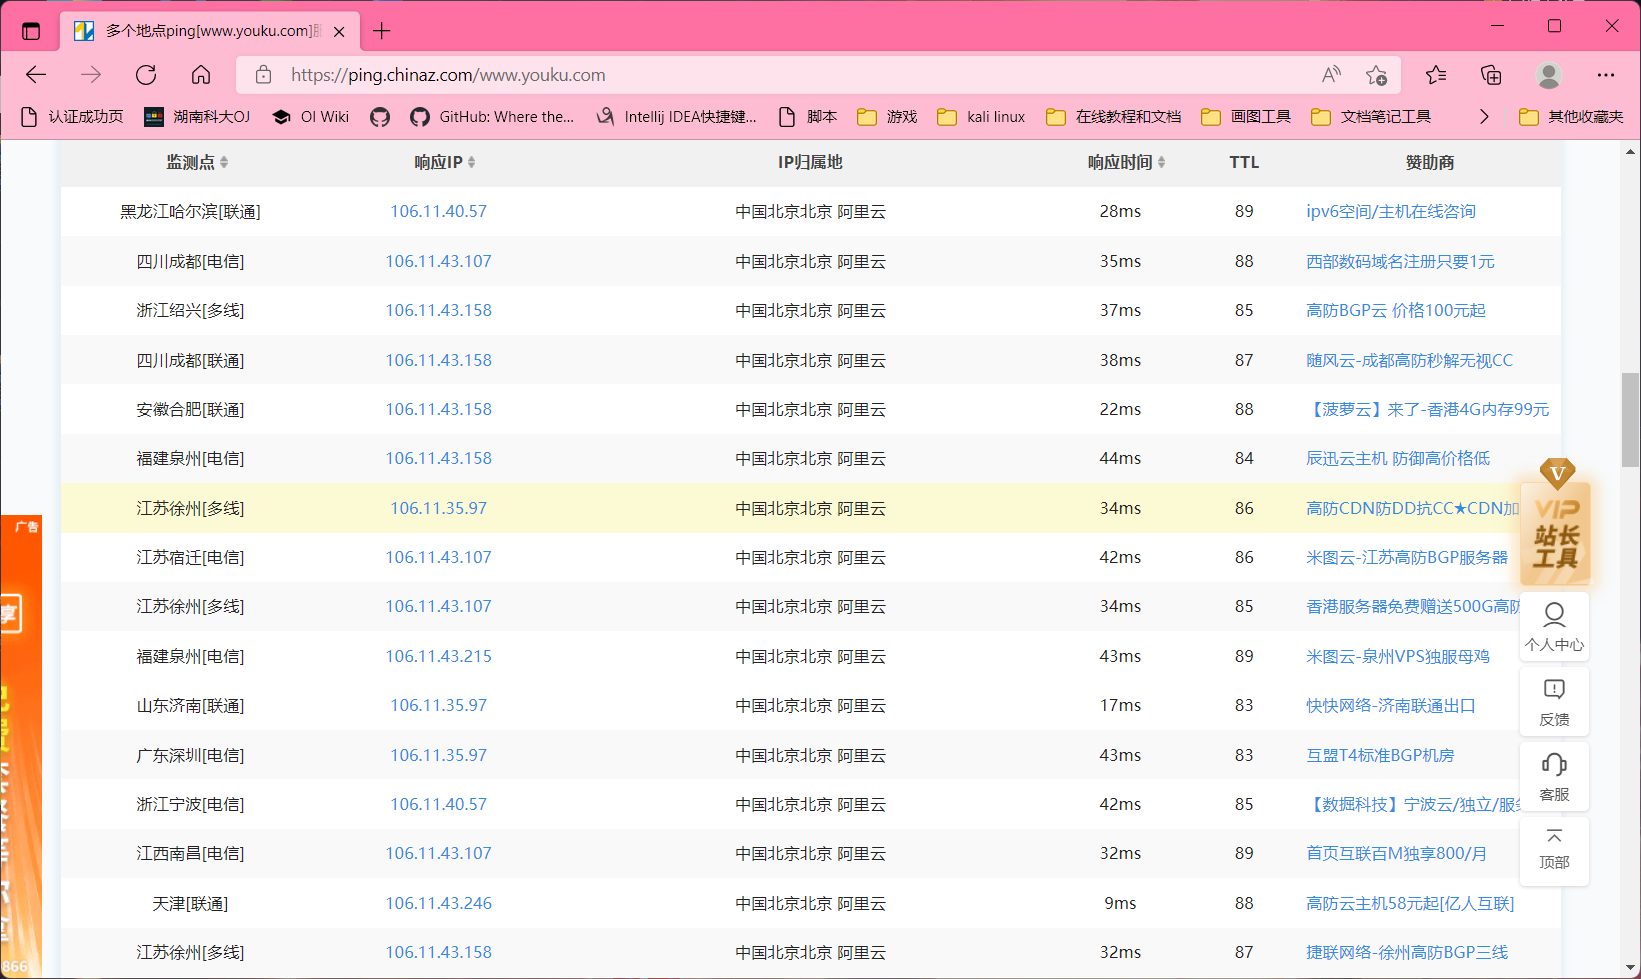 多个地点ping[www.youku.com]服
https://ping.chinaz.com/www.youku.com
认证成功页 湖南科大OJ OI Wiki GitHub: Where the... Intellij IDEA快捷键... 脚本 游戏 kali linux 在线教程和文档 画图工具 文档笔记工具 其他收藏夹
监测点 响应IP IP归属地 响应时间 TTL 赞助商
黑龙江哈尔滨[联通] 106.11.40.57 中国北京北京 阿里云 28ms 89 ipv6空间/主机在线咨询
四川成都[电信] 106.11.43.107 中国北京北京 阿里云 35ms 88 西部数码域名注册只要1元
浙江绍兴[多线] 106.11.43.158 中国北京北京 阿里云 37ms 85 高防BGP云 价格100元起
四川成都[联通] 106.11.43.158 中国北京北京 阿里云 38ms 87 随风云-成都高防秒解无视CC
安徽合肥[联通] 106.11.43.158 中国北京北京 阿里云 22ms 88 【菠萝云】来了-香港4G内存99元
福建泉州[电信] 106.11.43.158 中国北京北京 阿里云 44ms 84 辰迅云主机 防御高价格低
江苏徐州[多线] 106.11.35.97 中国北京北京 阿里云 34ms 86 高防CDN防DD抗CC★CDN加
江苏宿迁[电信] 106.11.43.107 中国北京北京 阿里云 42ms 86 米图云-江苏高防BGP服务器
江苏徐州[多线] 106.11.43.107 中国北京北京 阿里云 34ms 85 香港服务器免费赠送500G高防
福建泉州[电信] 106.11.43.215 中国北京北京 阿里云 43ms 89 米图云-泉州VPS独服母鸡
山东济南[联通] 106.11.35.97 中国北京北京 阿里云 17ms 83 快快网络-济南联通出口
广东深圳[电信] 106.11.35.97 中国北京北京 阿里云 43ms 83 互盟T4标准BGP机房
浙江宁波[电信] 106.11.40.57 中国北京北京 阿里云 42ms 85 【数掘科技】宁波云/独立/服务
江西南昌[电信] 106.11.43.107 中国北京北京 阿里云 32ms 89 首页互联百M独享800/月
天津[联通] 106.11.43.246 中国北京北京 阿里云 9ms 88 高防云主机58元起[亿人互联]
江苏徐州[多线] 106.11.43.158 中国北京北京 阿里云 32ms 87 捷联网络-徐州高防BGP三线
广告
享
866
V
VIP
站长
工具
个人中心
反馈
客服
顶部